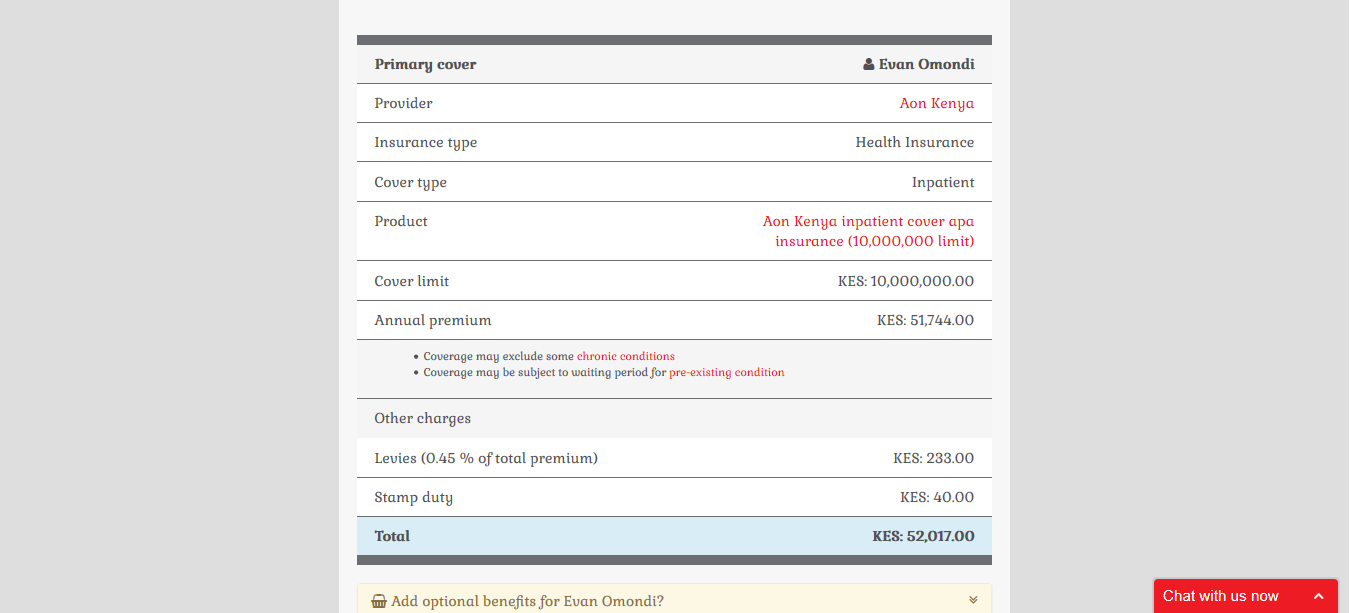 Primary cover Evan Omondi
Provider Aon Kenya
Insurance type Health Insurance
Cover type Inpatient
Product Aon Kenya inpatient cover apa
insurance (10,000,000 limit)
Cover limit KES: 10,000,000.00
Annual premium KES: 51,744.00
• Coverage may exclude some chronic conditions
• Coverage may be subject to waiting period for pre-existing condition
Other charges
Levies (0.45 % of total premium) KES: 233.00
Stamp duty KES: 40.00
Total KES: 52,017.00
Add optional benefits for Evan Omondi?
Chat with us now